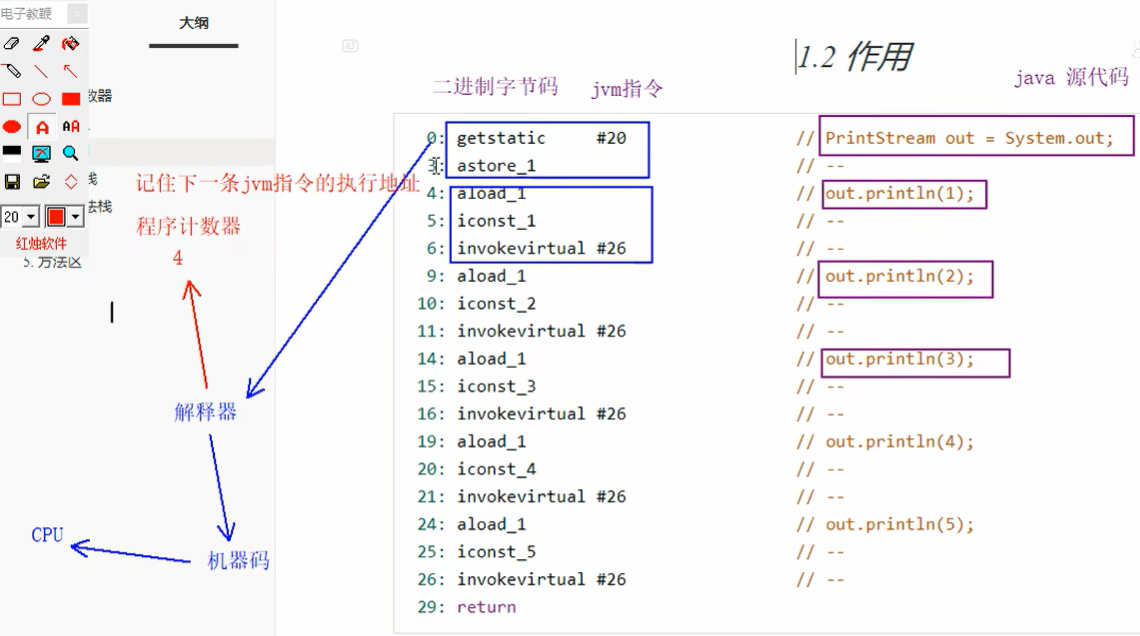 电子教鞭
大纲
AS
1.2 作用
二进制字节码
jvm指令
java 源代码
数器
0: getstatic #20 // PrintStream out = System.out;
3: astore_1 // --
4: aload_1 // out.println(1);
5: iconst_1 // --
6: invokevirtual #26 // --
9: aload_1 // out.println(2);
10: iconst_2 // --
11: invokevirtual #26 // --
14: aload_1 // out.println(3);
15: iconst_3 // --
16: invokevirtual #26 // --
19: aload_1 // out.println(4);
20: iconst_4 // --
21: invokevirtual #26 // --
24: aload_1 // out.println(5);
25: iconst_5 // --
26: invokevirtual #26 // --
29: return
A
AA
栈
法栈
20
红烛软件
5. 方法区
记住下一条jvm指令的执行地址
程序计数器
4
解释器
CPU
机器码